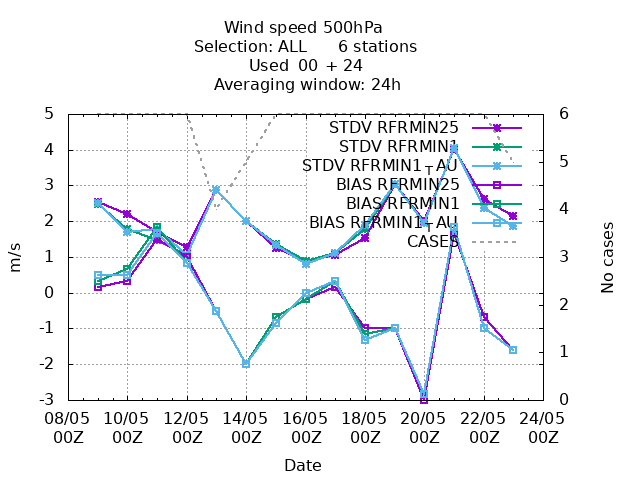 Wind speed 500hPa
Selection: ALL 6 stations
Used 00 + 24
Averaging window: 24h
5
4
3
2
1
0
-1
-2
-3
m/s
6
5
4
3
2
1
0
No cases
STDV RFRMIN25
STDV RFRMIN1
STDV RFRMIN1TAU
BIAS RFRMIN25
BIAS RFRMIN1
BIAS RFRMIN1TAU
CASES
08/05 10/05 12/05 14/05 16/05 18/05 20/05 22/05 24/05
00Z 00Z 00Z 00Z 00Z 00Z 00Z 00Z 00Z
Date